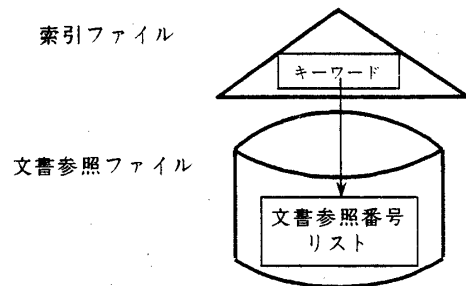 索引ファイル
キーワード
文書参照ファイル
文書参照番号
リスト